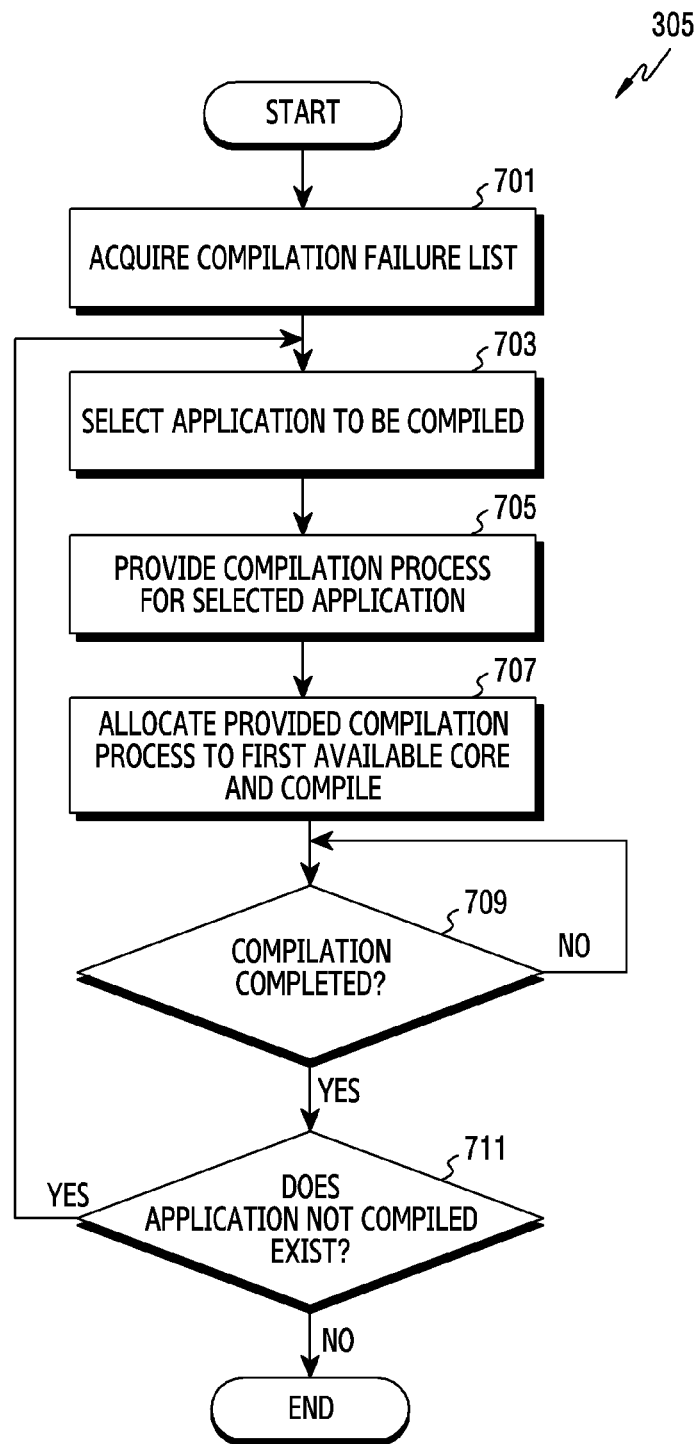 305
START
701
ACQUIRE COMPILATION FAILURE LIST
703
SELECT APPLICATION TO BE COMPILED
705
PROVIDE COMPILATION PROCESS
FOR SELECTED APPLICATION
707
ALLOCATE PROVIDED COMPILATION
PROCESS TO FIRST AVAILABLE CORE
AND COMPILE
709
COMPILATION
COMPLETED?
NO
YES
711
DOES
APPLICATION NOT COMPILED
EXIST?
YES
NO
END